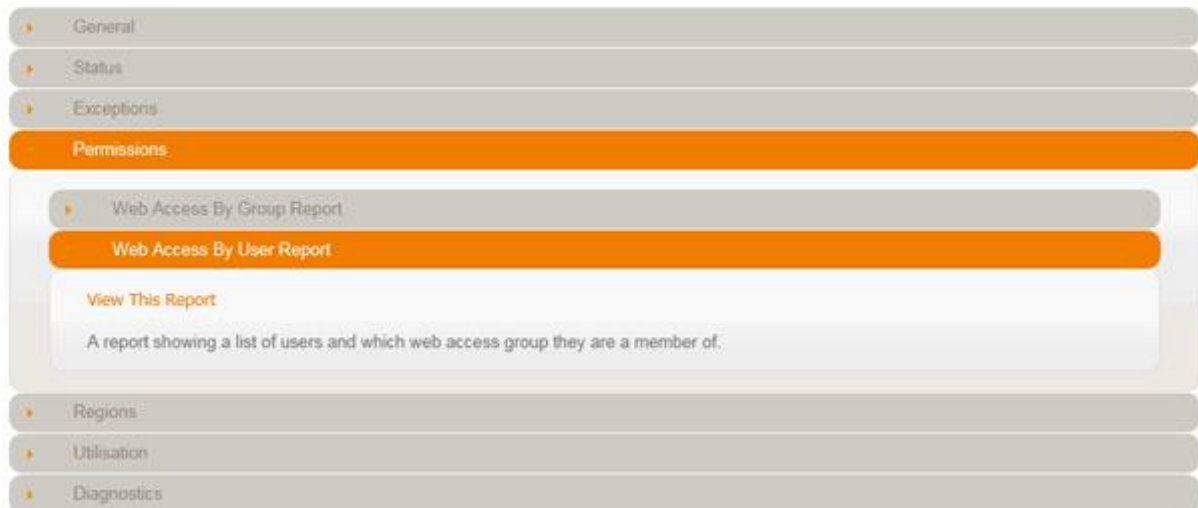 General
Status
Exceptions
Permissions
Web Access By Group Report
Web Access By User Report
View This Report
A report showing a list of users and which web access group they are a member of.
Regions
Utilisation
Diagnostics